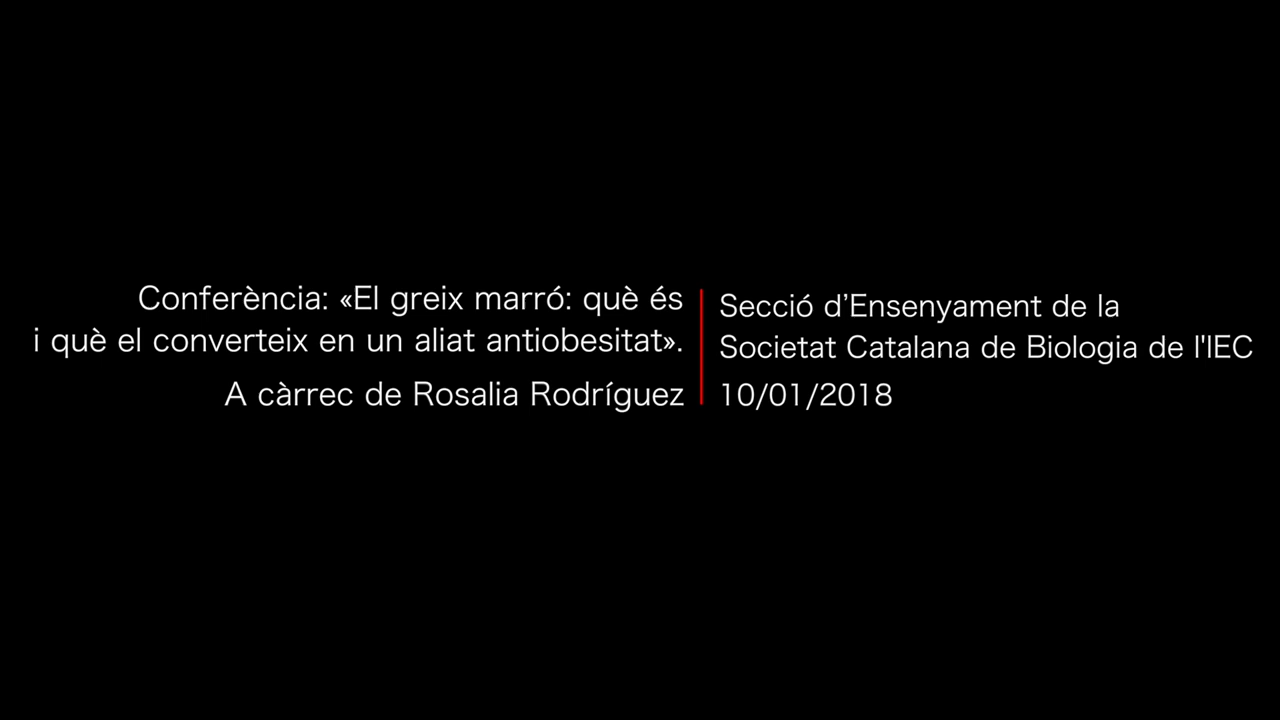 Conferència: «El greix marró: què és
i què el converteix en un aliat antiobesitat».
A càrrec de Rosalia Rodríguez
Secció d’Ensenyament de la
Societat Catalana de Biologia de l'IEC
10/01/2018